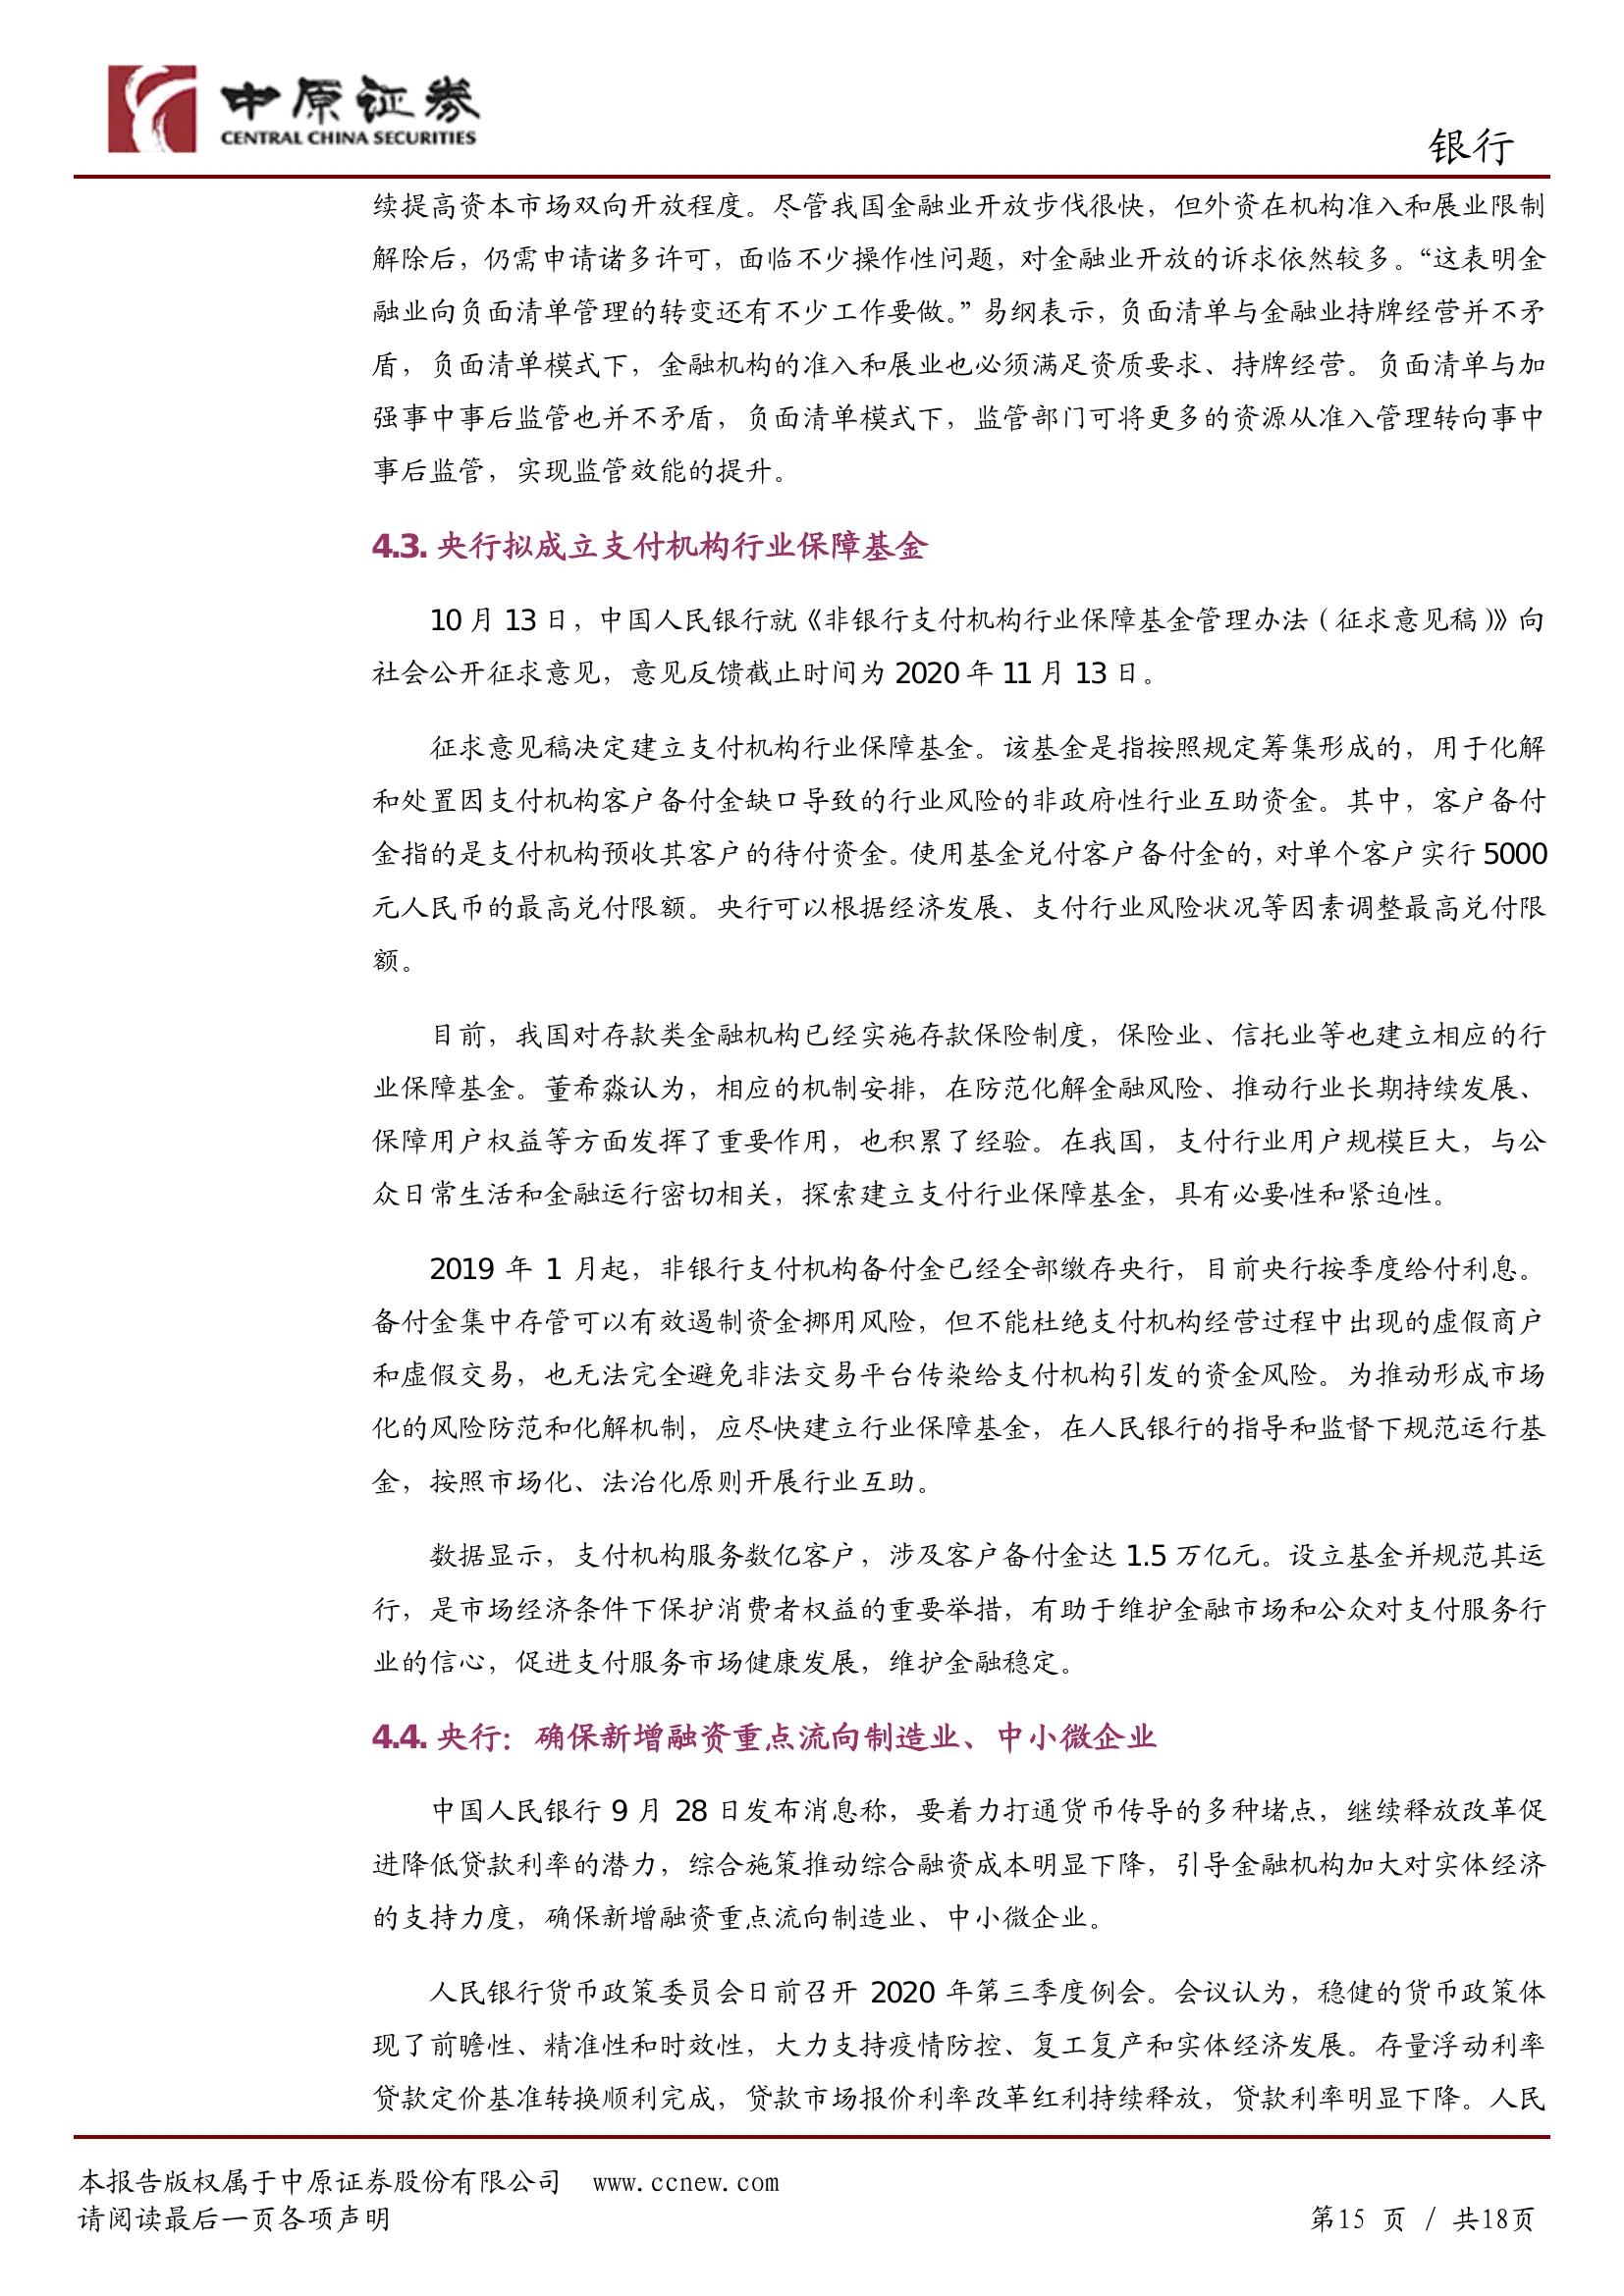 中原证券
CENTRAL CHINA SECURITIES
银行
续提高资本市场双向开放程度。尽管我国金融业开放步伐很快，但外资在机构准入和展业限制
解除后，仍需申请诸多许可，面临不少操作性问题，对金融业开放的诉求依然较多。“这表明金
融业向负面清单管理的转变还有不少工作要做。”易纲表示，负面清单与金融业持牌经营并不矛
盾，负面清单模式下，金融机构的准入和展业也必须满足资质要求、持牌经营。负面清单与加
强事中事后监管也并不矛盾，负面清单模式下，监管部门可将更多的资源从准入管理转向事中
事后监管，实现监管效能的提升。
4.3. 央行拟成立支付机构行业保障基金
10 月 13 日，中国人民银行就《非银行支付机构行业保障基金管理办法（征求意见稿）》向
社会公开征求意见，意见反馈截止时间为 2020 年 11 月 13 日。
征求意见稿决定建立支付机构行业保障基金。该基金是指按照规定筹集形成的，用于化解
和处置因支付机构客户备付金缺口导致的行业风险的非政府性行业互助资金。其中，客户备付
金指的是支付机构预收其客户的待付资金。使用基金兑付客户备付金的，对单个客户实行 5000
元人民币的最高兑付限额。央行可以根据经济发展、支付行业风险状况等因素调整最高兑付限
额。
目前，我国对存款类金融机构已经实施存款保险制度，保险业、信托业等也建立相应的行
业保障基金。董希淼认为，相应的机制安排，在防范化解金融风险、推动行业长期持续发展、
保障用户权益等方面发挥了重要作用，也积累了经验。在我国，支付行业用户规模巨大，与公
众日常生活和金融运行密切相关，探索建立支付行业保障基金，具有必要性和紧迫性。
2019 年 1 月起，非银行支付机构备付金已经全部缴存央行，目前央行按季度给付利息。
备付金集中存管可以有效遏制资金挪用风险，但不能杜绝支付机构经营过程中出现的虚假商户
和虚假交易，也无法完全避免非法交易平台传染给支付机构引发的资金风险。为推动形成市场
化的风险防范和化解机制，应尽快建立行业保障基金，在人民银行的指导和监督下规范运行基
金，按照市场化、法治化原则开展行业互助。
数据显示，支付机构服务数亿客户，涉及客户备付金达 1.5 万亿元。设立基金并规范其运
行，是市场经济条件下保护消费者权益的重要举措，有助于维护金融市场和公众对支付服务行
业的信心，促进支付服务市场健康发展，维护金融稳定。
4.4. 央行：确保新增融资重点流向制造业、中小微企业
中国人民银行 9 月 28 日发布消息称，要着力打通货币传导的多种堵点，继续释放改革促
进降低贷款利率的潜力，综合施策推动综合融资成本明显下降，引导金融机构加大对实体经济
的支持力度，确保新增融资重点流向制造业、中小微企业。
人民银行货币政策委员会日前召开 2020 年第三季度例会。会议认为，稳健的货币政策体
现了前瞻性、精准性和时效性，大力支持疫情防控、复工复产和实体经济发展。存量浮动利率
贷款定价基准转换顺利完成，贷款市场报价利率改革红利持续释放，贷款利率明显下降。人民
本报告版权属于中原证券股份有限公司 www.ccnew.com
请阅读最后一页各项声明
第15 页 / 共18页